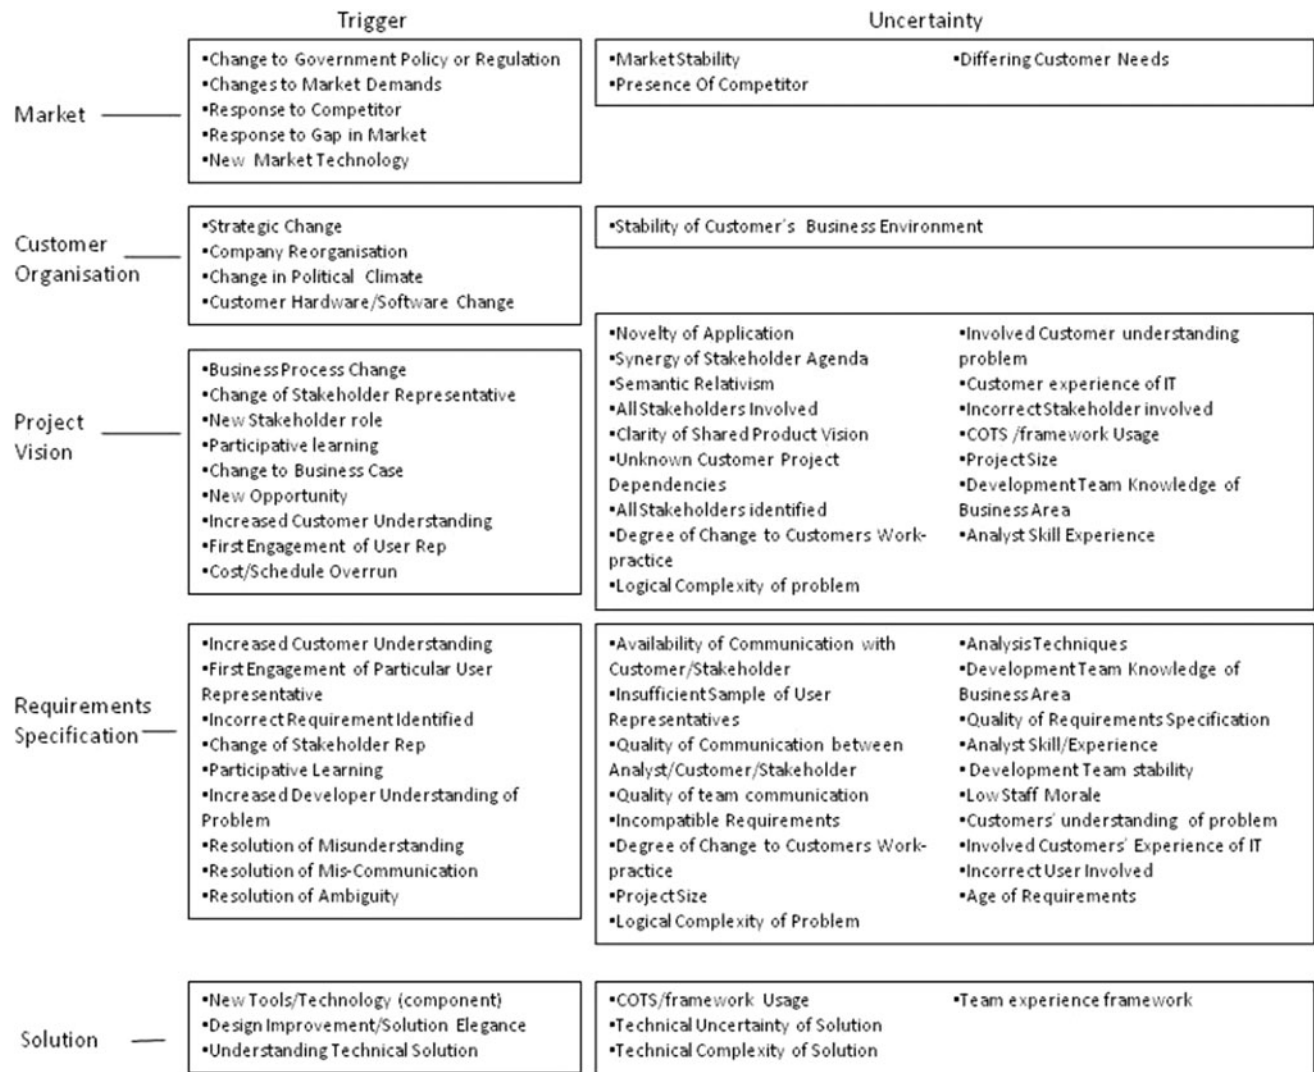 Trigger
Uncertainty
Market
•Change to Government Policy or Regulation
•Changes to Market Demands
•Response to Competitor
•Response to Gap in Market
•New Market Technology
•Market Stability
•Presence Of Competitor
•Differing Customer Needs
Customer
Organisation
•Strategic Change
•Company Reorganisation
•Change in Political Climate
•Customer Hardware/Software Change
•Stability of Customer's Business Environment
Project
Vision
•Business Process Change
•Change of Stakeholder Representative
•New Stakeholder role
•Participative learning
•Change to Business Case
•New Opportunity
•Increased Customer Understanding
•First Engagement of User Rep
•Cost/Schedule Overrun
•Novelty of Application
•Synergy of Stakeholder Agenda
•Semantic Relativism
•All Stakeholders Involved
•Clarity of Shared Product Vision
•Unknown Customer Project
Dependencies
•All Stakeholders identified
•Degree of Change to Customers Work-
practice
•Logical Complexity of problem
•Involved Customer understanding
problem
•Customer experience of IT
•Incorrect Stakeholder involved
•COTS /framework Usage
•Project Size
•Development Team Knowledge of
Business Area
•Analyst Skill Experience
Requirements
Specification
•Increased Customer Understanding
•First Engagement of Particular User
Representative
•Incorrect Requirement Identified
•Change of Stakeholder Rep
•Participative Learning
•Increased Developer Understanding of
Problem
•Resolution of Misunderstanding
•Resolution of Mis-Communication
•Resolution of Ambiguity
•Availability of Communication with
Customer/Stakeholder
•Insufficient Sample of User
Representatives
•Quality of Communication between
Analyst/Customer/Stakeholder
•Quality of team communication
•Incompatible Requirements
•Degree of Change to Customers Work-
practice
•Project Size
•Logical Complexity of Problem
•Analysis Techniques
•Development Team Knowledge of
Business Area
•Quality of Requirements Specification
•Analyst Skill/Experience
• Development Team stability
•Low Staff Morale
•Customers' understanding of problem
•Involved Customers' Experience of IT
•Incorrect User Involved
•Age of Requirements
Solution
•New Tools/Technology (component)
•Design Improvement/Solution Elegance
•Understanding Technical Solution
•COTS/framework Usage
•Technical Uncertainty of Solution
•Technical Complexity of Solution
•Team experience framework